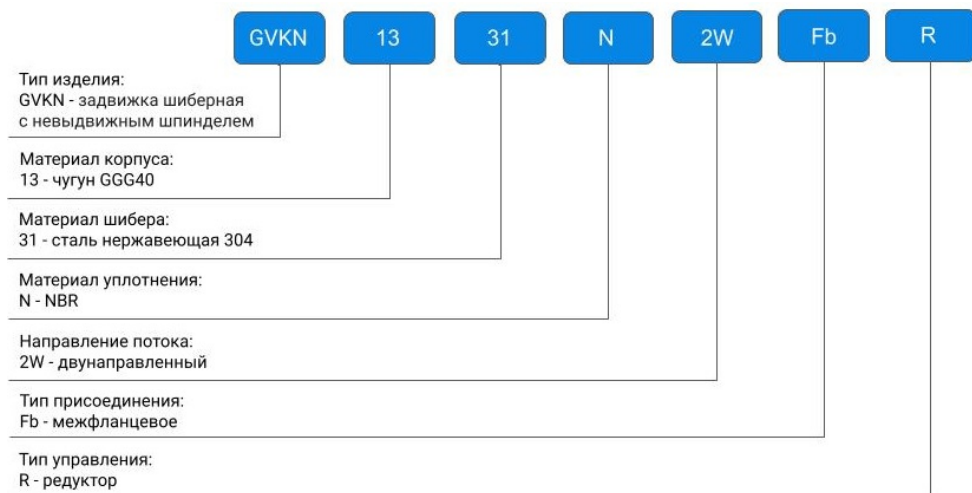 GVKN 13 31 N 2W Fb R
Тип изделия:
GVKN - задвижка шиберная
с невыдвижным шпинделем
Материал корпуса:
13 - чугун GGG40
Материал шибера:
31 - сталь нержавеющая 304
Материал уплотнения:
N - NBR
Направление потока:
2W - двунаправленный
Тип присоединения:
Fb - межфланцевое
Тип управления:
R - редуктор